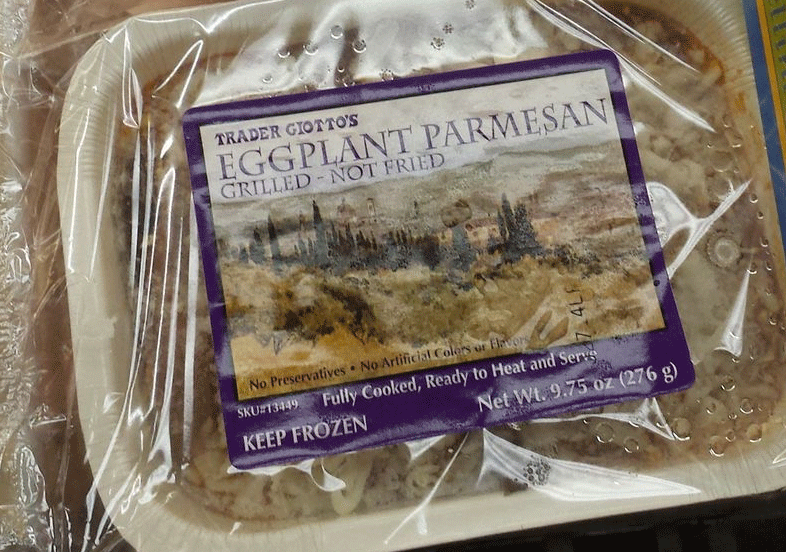 TRADER GIOTTO'S
EGGPLANT PARMESAN
GRILLED - NOT FRIED
No Preservatives • No Artificial Colors or Flavors
Fully Cooked, Ready to Heat and Serve
SKU#13449
Net Wt. 9.75 oz (276 g)
KEEP FROZEN